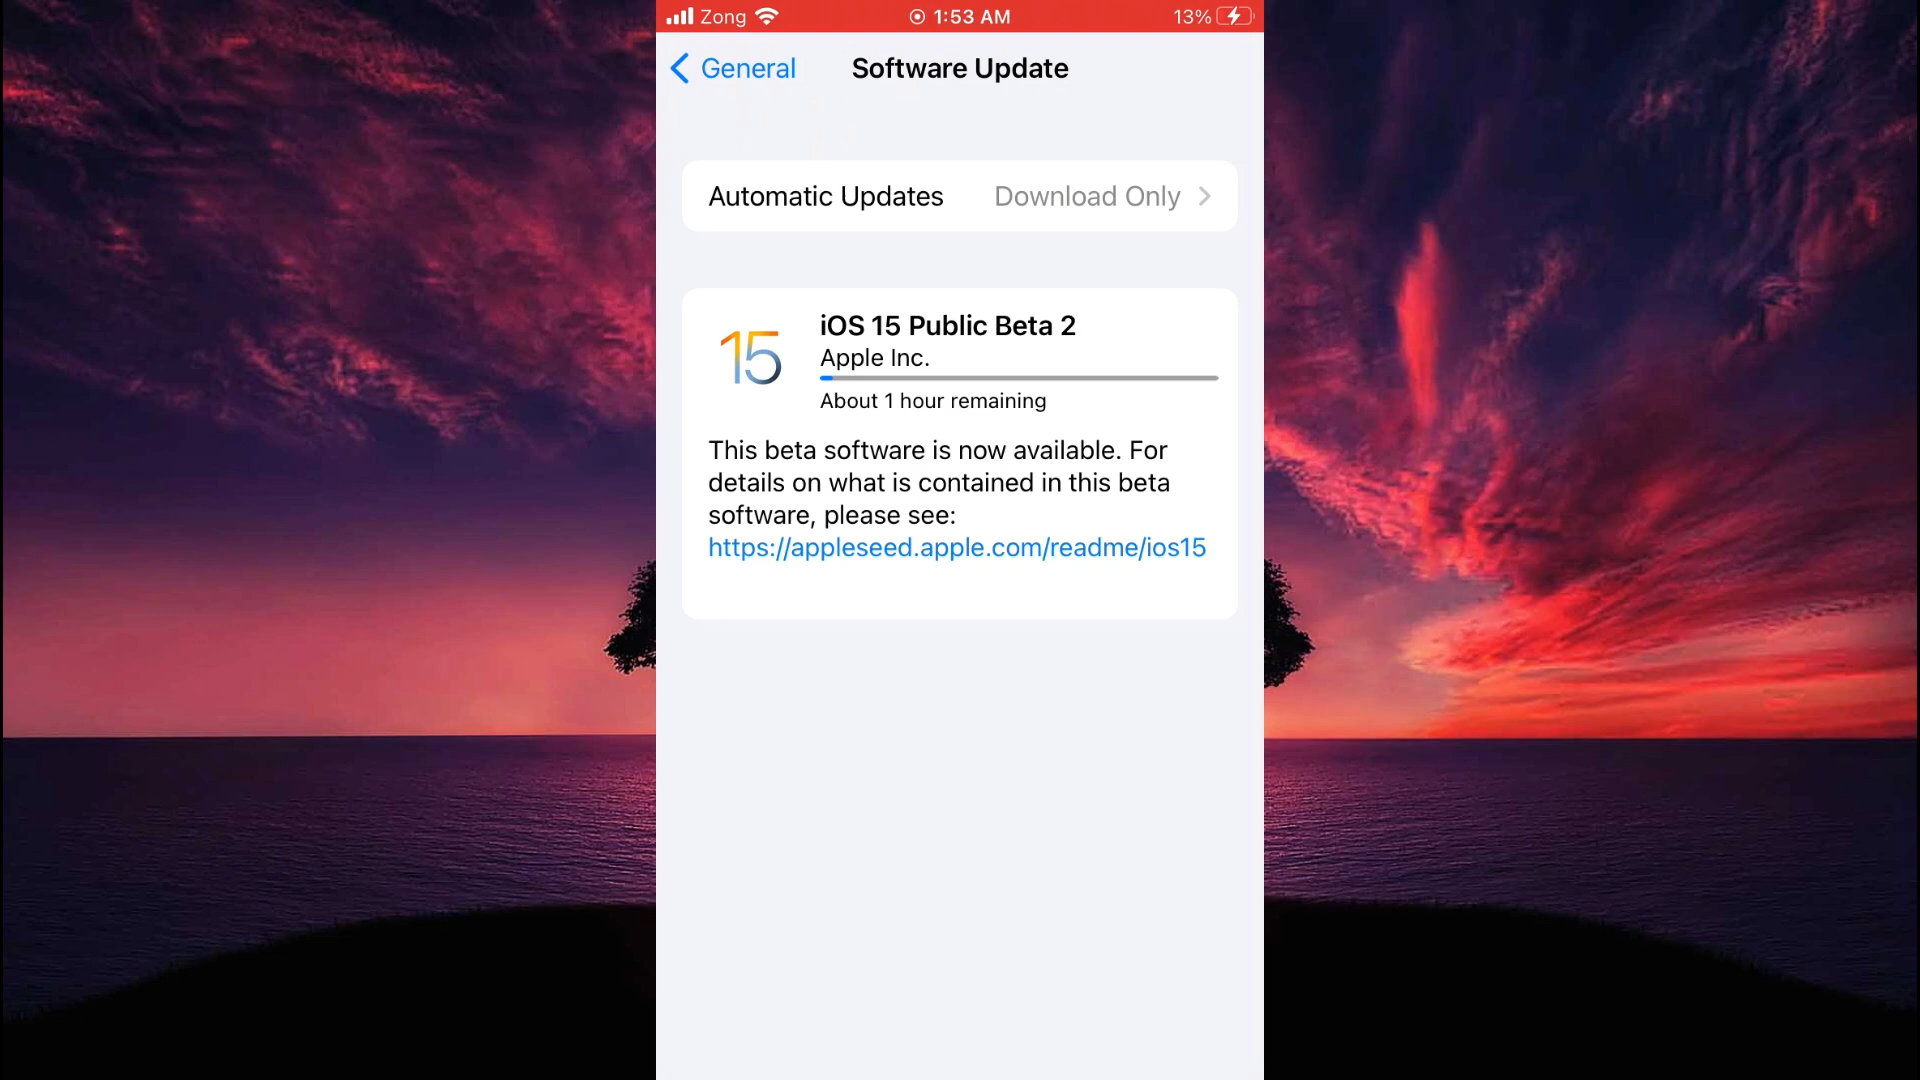 Zong 1:53 AM 13%
General Software Update
Automatic Updates Download Only
15
iOS 15 Public Beta 2
Apple Inc.
About 1 hour remaining
This beta software is now available. For
details on what is contained in this beta
software, please see:
https://appleseed.apple.com/readme/ios15